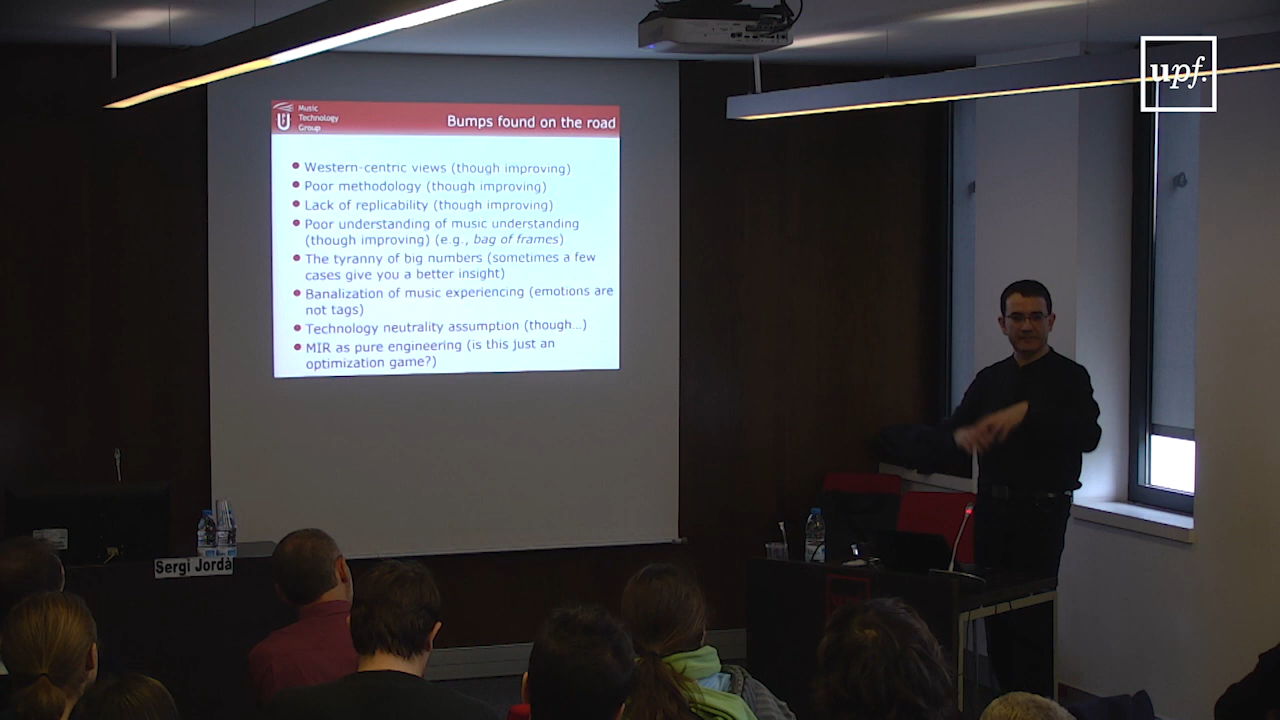 upf.
Music
Technology
Group
Bumps found on the road
Western-centric views (though improving)
Poor methodology (though improving)
Lack of replicability (though improving)
Poor understanding of music understanding
(though improving) (e.g., bag of frames)
The tyranny of big numbers (sometimes a few
cases give you a better insight)
Banalization of music experiencing (emotions are
not tags)
Technology neutrality assumption (though...)
MIR as pure engineering (is this just an
optimization game?)
Sergi Jordà